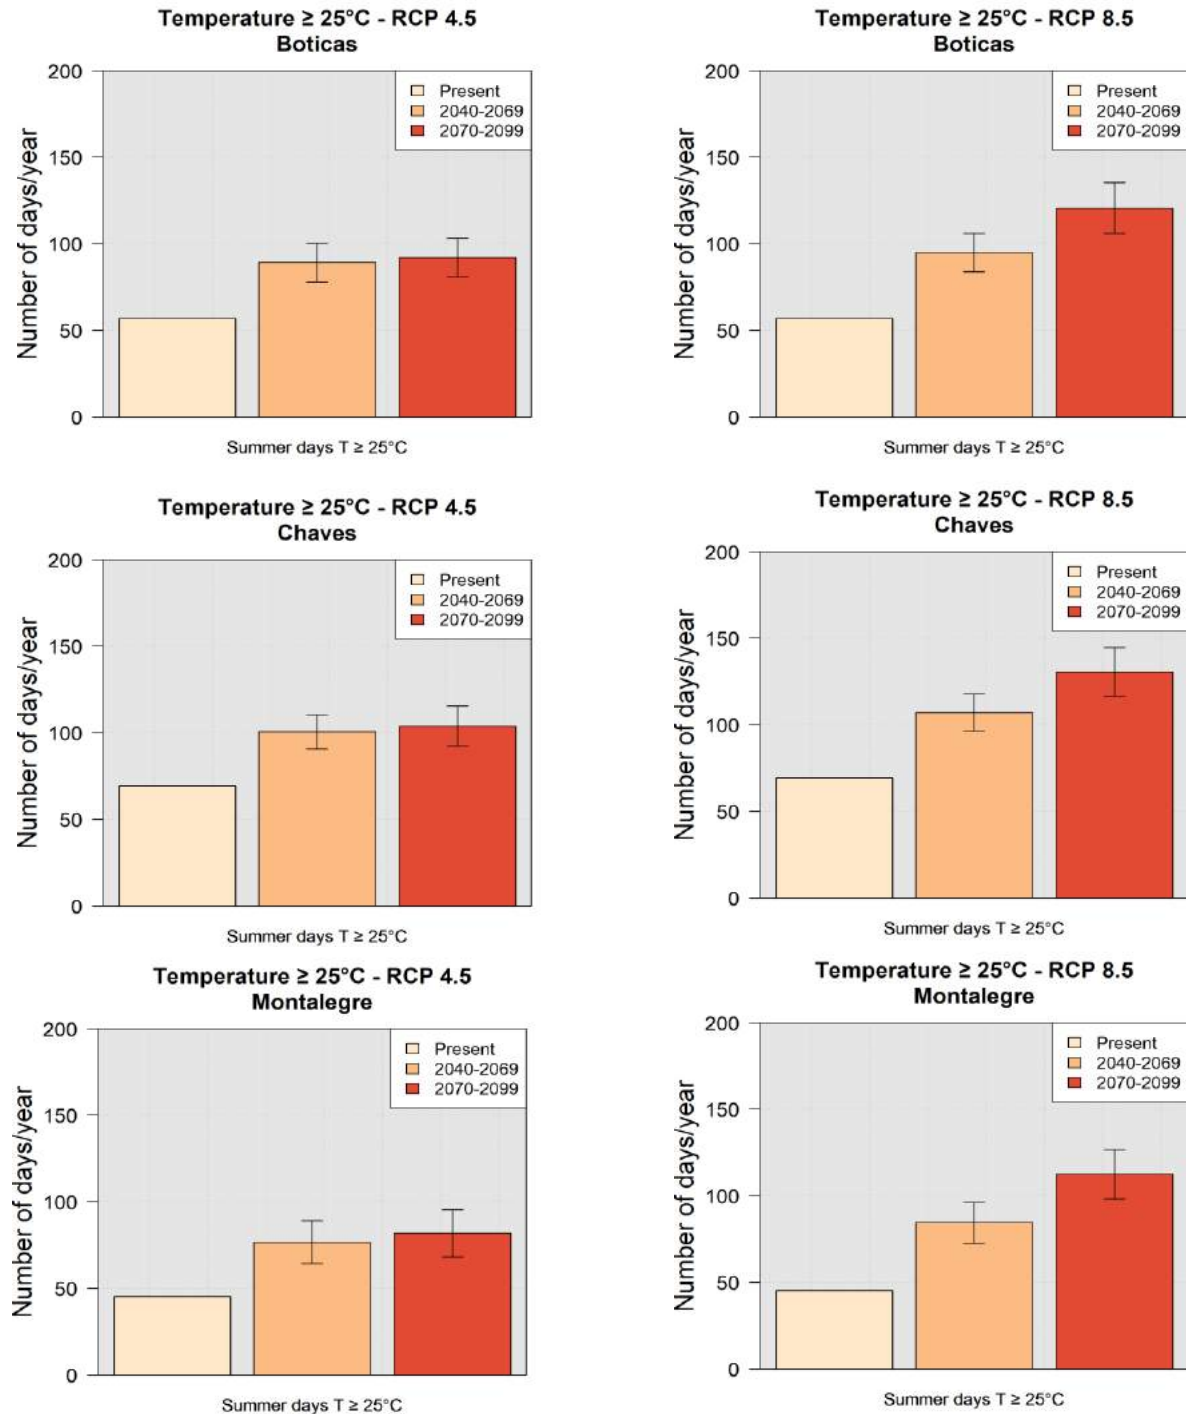 Temperature ≥ 25°C - RCP 4.5
Boticas
200
150
100
50
0
Number of days/year
Present
2040-2069
2070-2099
Summer days T ≥ 25°C
Temperature ≥ 25°C - RCP 8.5
Boticas
200
150
100
50
0
Number of days/year
Present
2040-2069
2070-2099
Summer days T ≥ 25°C
Temperature ≥ 25°C - RCP 4.5
Chaves
200
150
100
50
0
Number of days/year
Present
2040-2069
2070-2099
Summer days T ≥ 25°C
Temperature ≥ 25°C - RCP 8.5
Chaves
200
150
100
50
0
Number of days/year
Present
2040-2069
2070-2099
Summer days T ≥ 25°C
Temperature ≥ 25°C - RCP 4.5
Montalegre
200
150
100
50
0
Number of days/year
Present
2040-2069
2070-2099
Summer days T ≥ 25°C
Temperature ≥ 25°C - RCP 8.5
Montalegre
200
150
100
50
0
Number of days/year
Present
2040-2069
2070-2099
Summer days T ≥ 25°C